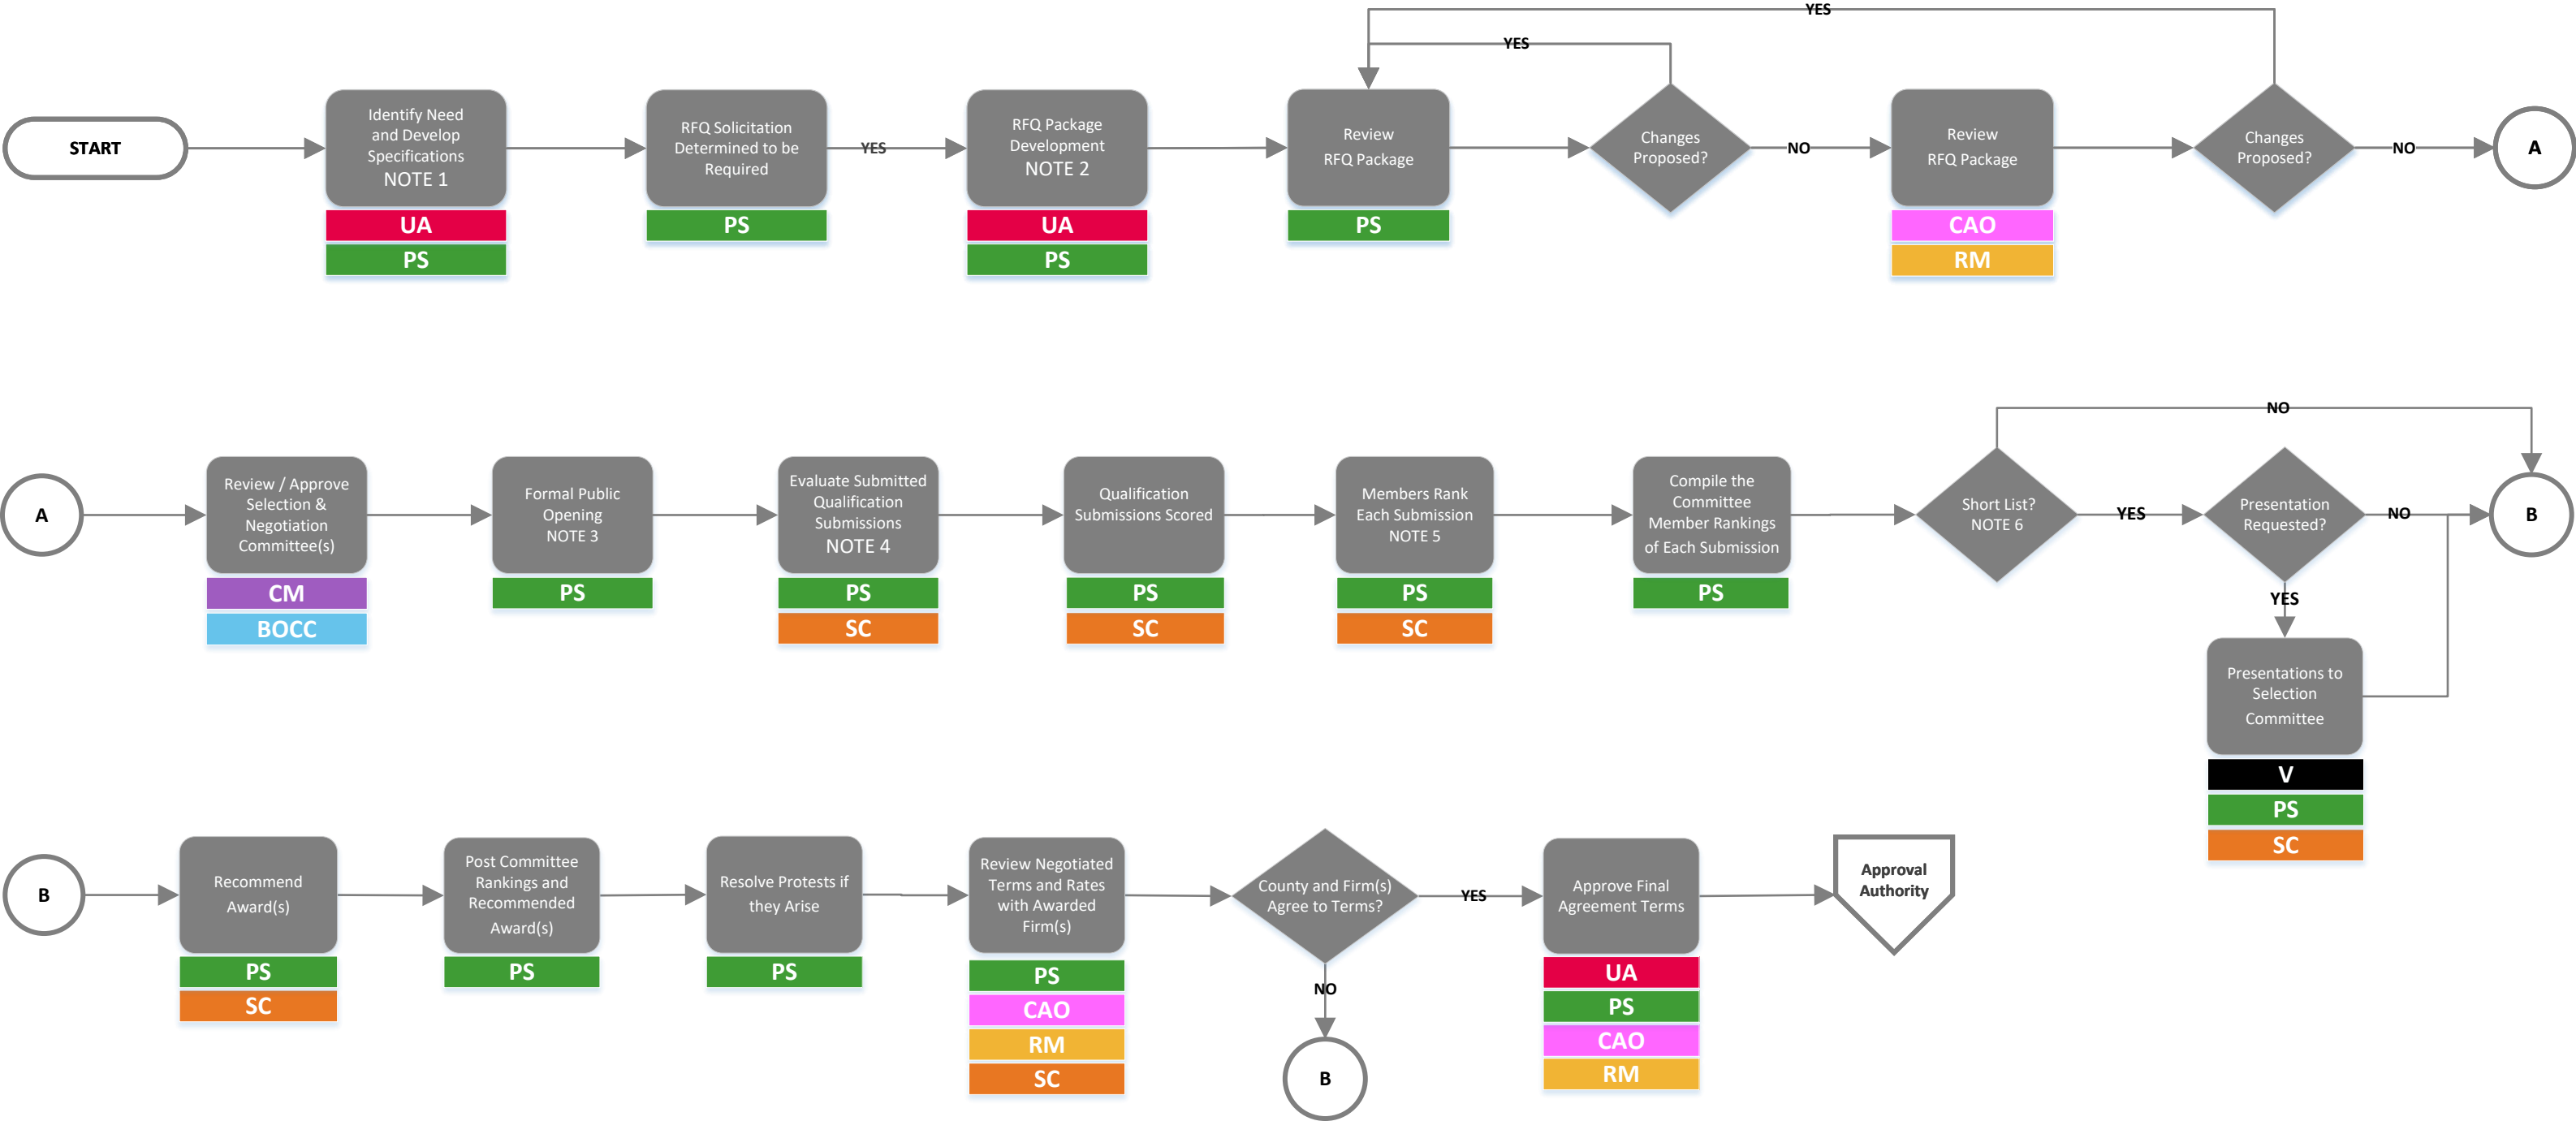 YES
YES
START
Identify Need
and Develop
Specifications
NOTE 1
UA
PS
RFQ Solicitation
Determined to be
Required
PS
YES
RFQ Package
Development
NOTE 2
UA
PS
Review
RFQ Package
PS
Changes
Proposed?
NO
Review
RFQ Package
CAO
RM
Changes
Proposed?
NO
A
A
Review / Approve
Selection &
Negotiation
Committee(s)
CM
BOCC
Formal Public
Opening
NOTE 3
PS
Evaluate Submitted
Qualification
Submissions
NOTE 4
PS
SC
Qualification
Submissions Scored
PS
SC
Members Rank
Each Submission
NOTE 5
PS
SC
Compile the
Committee
Member Rankings
of Each Submission
PS
Short List?
NOTE 6
NO
YES
Presentation
Requested?
NO
B
YES
Presentations to
Selection
Committee
V
PS
SC
B
Recommend
Award(s)
PS
SC
Post Committee
Rankings and
Recommended
Award(s)
PS
Resolve Protests if
they Arise
PS
Review Negotiated
Terms and Rates
with Awarded
Firm(s)
PS
CAO
RM
SC
County and Firm(s)
Agree to Terms?
NO
B
YES
Approve Final
Agreement Terms
UA
PS
CAO
RM
Approval
Authority